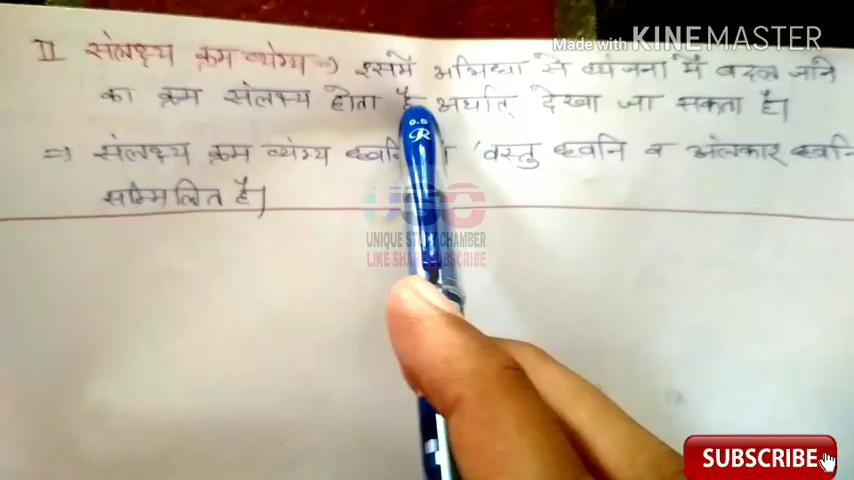 Made with KINEMASTER
II संलक्ष्य क्रम व्यंग्य => इसमें अभिधा से व्यंजना में बदल जाने
का क्रम संलक्ष्य होता है अर्थात् देखा जा सकता है।
=> संलक्ष्य क्रम व्यंग्य ध्वनि 'वस्तु ध्वनि व अलंकार ध्वनि
सम्मिलित है।
USC
UNIQUE STUDY CHAMBER
LIKE SHARE SUBSCRIBE
SUBSCRIBE